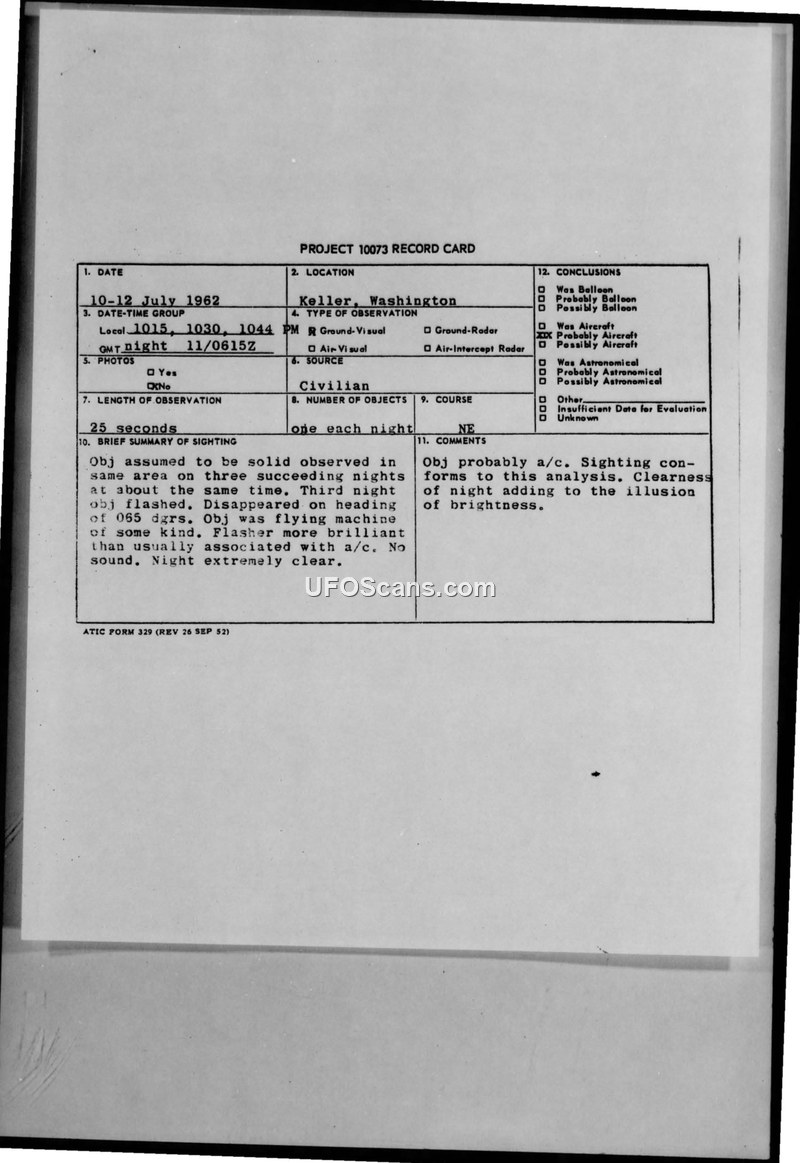 PROJECT 10073 RECORD CARD
1. DATE
10-12 July 1962
2. LOCATION
Keller, Washington
3. DATE-TIME GROUP
Local 1015, 1030, 1044 PM
GMT night 11/0615Z
4. TYPE OF OBSERVATION
Ground-Visual
Ground-Radar
Air-Visual
Air-Intercept Radar
5. PHOTOS
Yes
No
6. SOURCE
Civilian
7. LENGTH OF OBSERVATION
25 seconds
8. NUMBER OF OBJECTS
one each night
9. COURSE
NE
10. BRIEF SUMMARY OF SIGHTING
Obj assumed to be solid observed in
same area on three succeeding nights
at about the same time. Third night
obj flashed. Disappeared on heading
of 065 dgrs. Obj was flying machine
of some kind. Flasher more brilliant
than usually associated with a/c. No
sound. Night extremely clear.
11. COMMENTS
Obj probably a/c. Sighting con-
forms to this analysis. Clearness
of night adding to the illusion
of brightness.
12. CONCLUSIONS
Was Balloon
Probably Balloon
Possibly Balloon
Was Aircraft
XXX Probably Aircraft
Possibly Aircraft
Was Astronomical
Probably Astronomical
Possibly Astronomical
Other
Insufficient Data for Evaluation
Unknown
UFOScans.com
ATIC FORM 329 (REV 26 SEP 52)